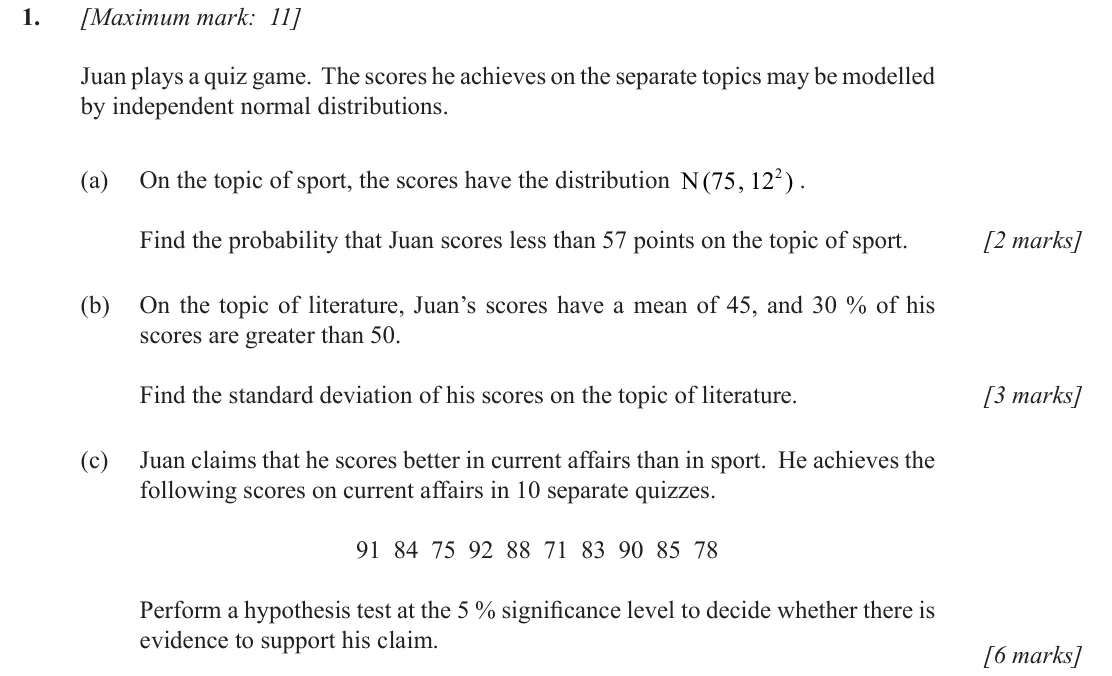 1. [Maximum mark: 11]
Juan plays a quiz game. The scores he achieves on the separate topics may be modelled
by independent normal distributions.
(a) On the topic of sport, the scores have the distribution N(75, 12²).
Find the probability that Juan scores less than 57 points on the topic of sport. [2 marks]
(b) On the topic of literature, Juan’s scores have a mean of 45, and 30 % of his
scores are greater than 50.
Find the standard deviation of his scores on the topic of literature. [3 marks]
(c) Juan claims that he scores better in current affairs than in sport. He achieves the
following scores on current affairs in 10 separate quizzes.
91 84 75 92 88 71 83 90 85 78
Perform a hypothesis test at the 5 % significance level to decide whether there is
evidence to support his claim.
[6 marks]